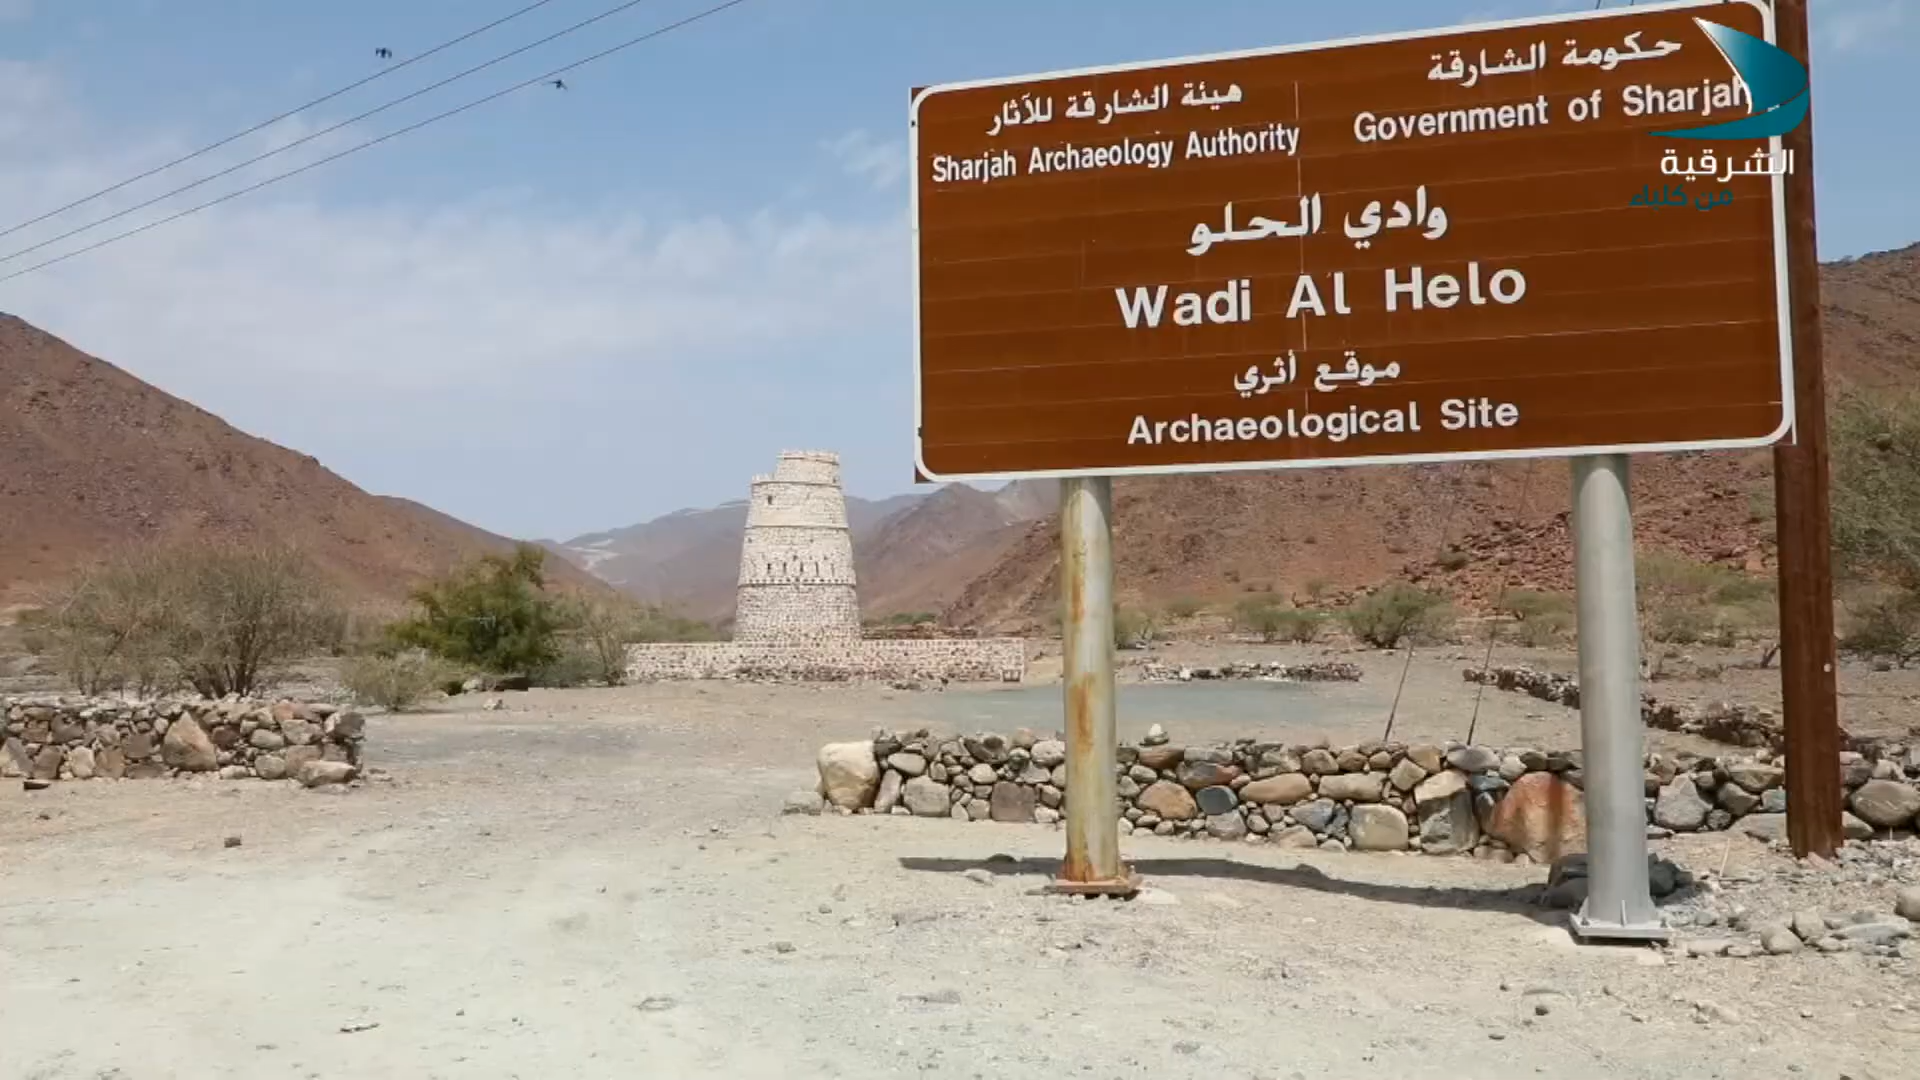 حكومة الشارقة
Government of Sharjah
هيئة الشارقة للآثار
Sharjah Archaeology Authority
وادي الحلو
Wadi Al Helo
موقع أثري
Archaeological Site
الشرقية
من كلباء